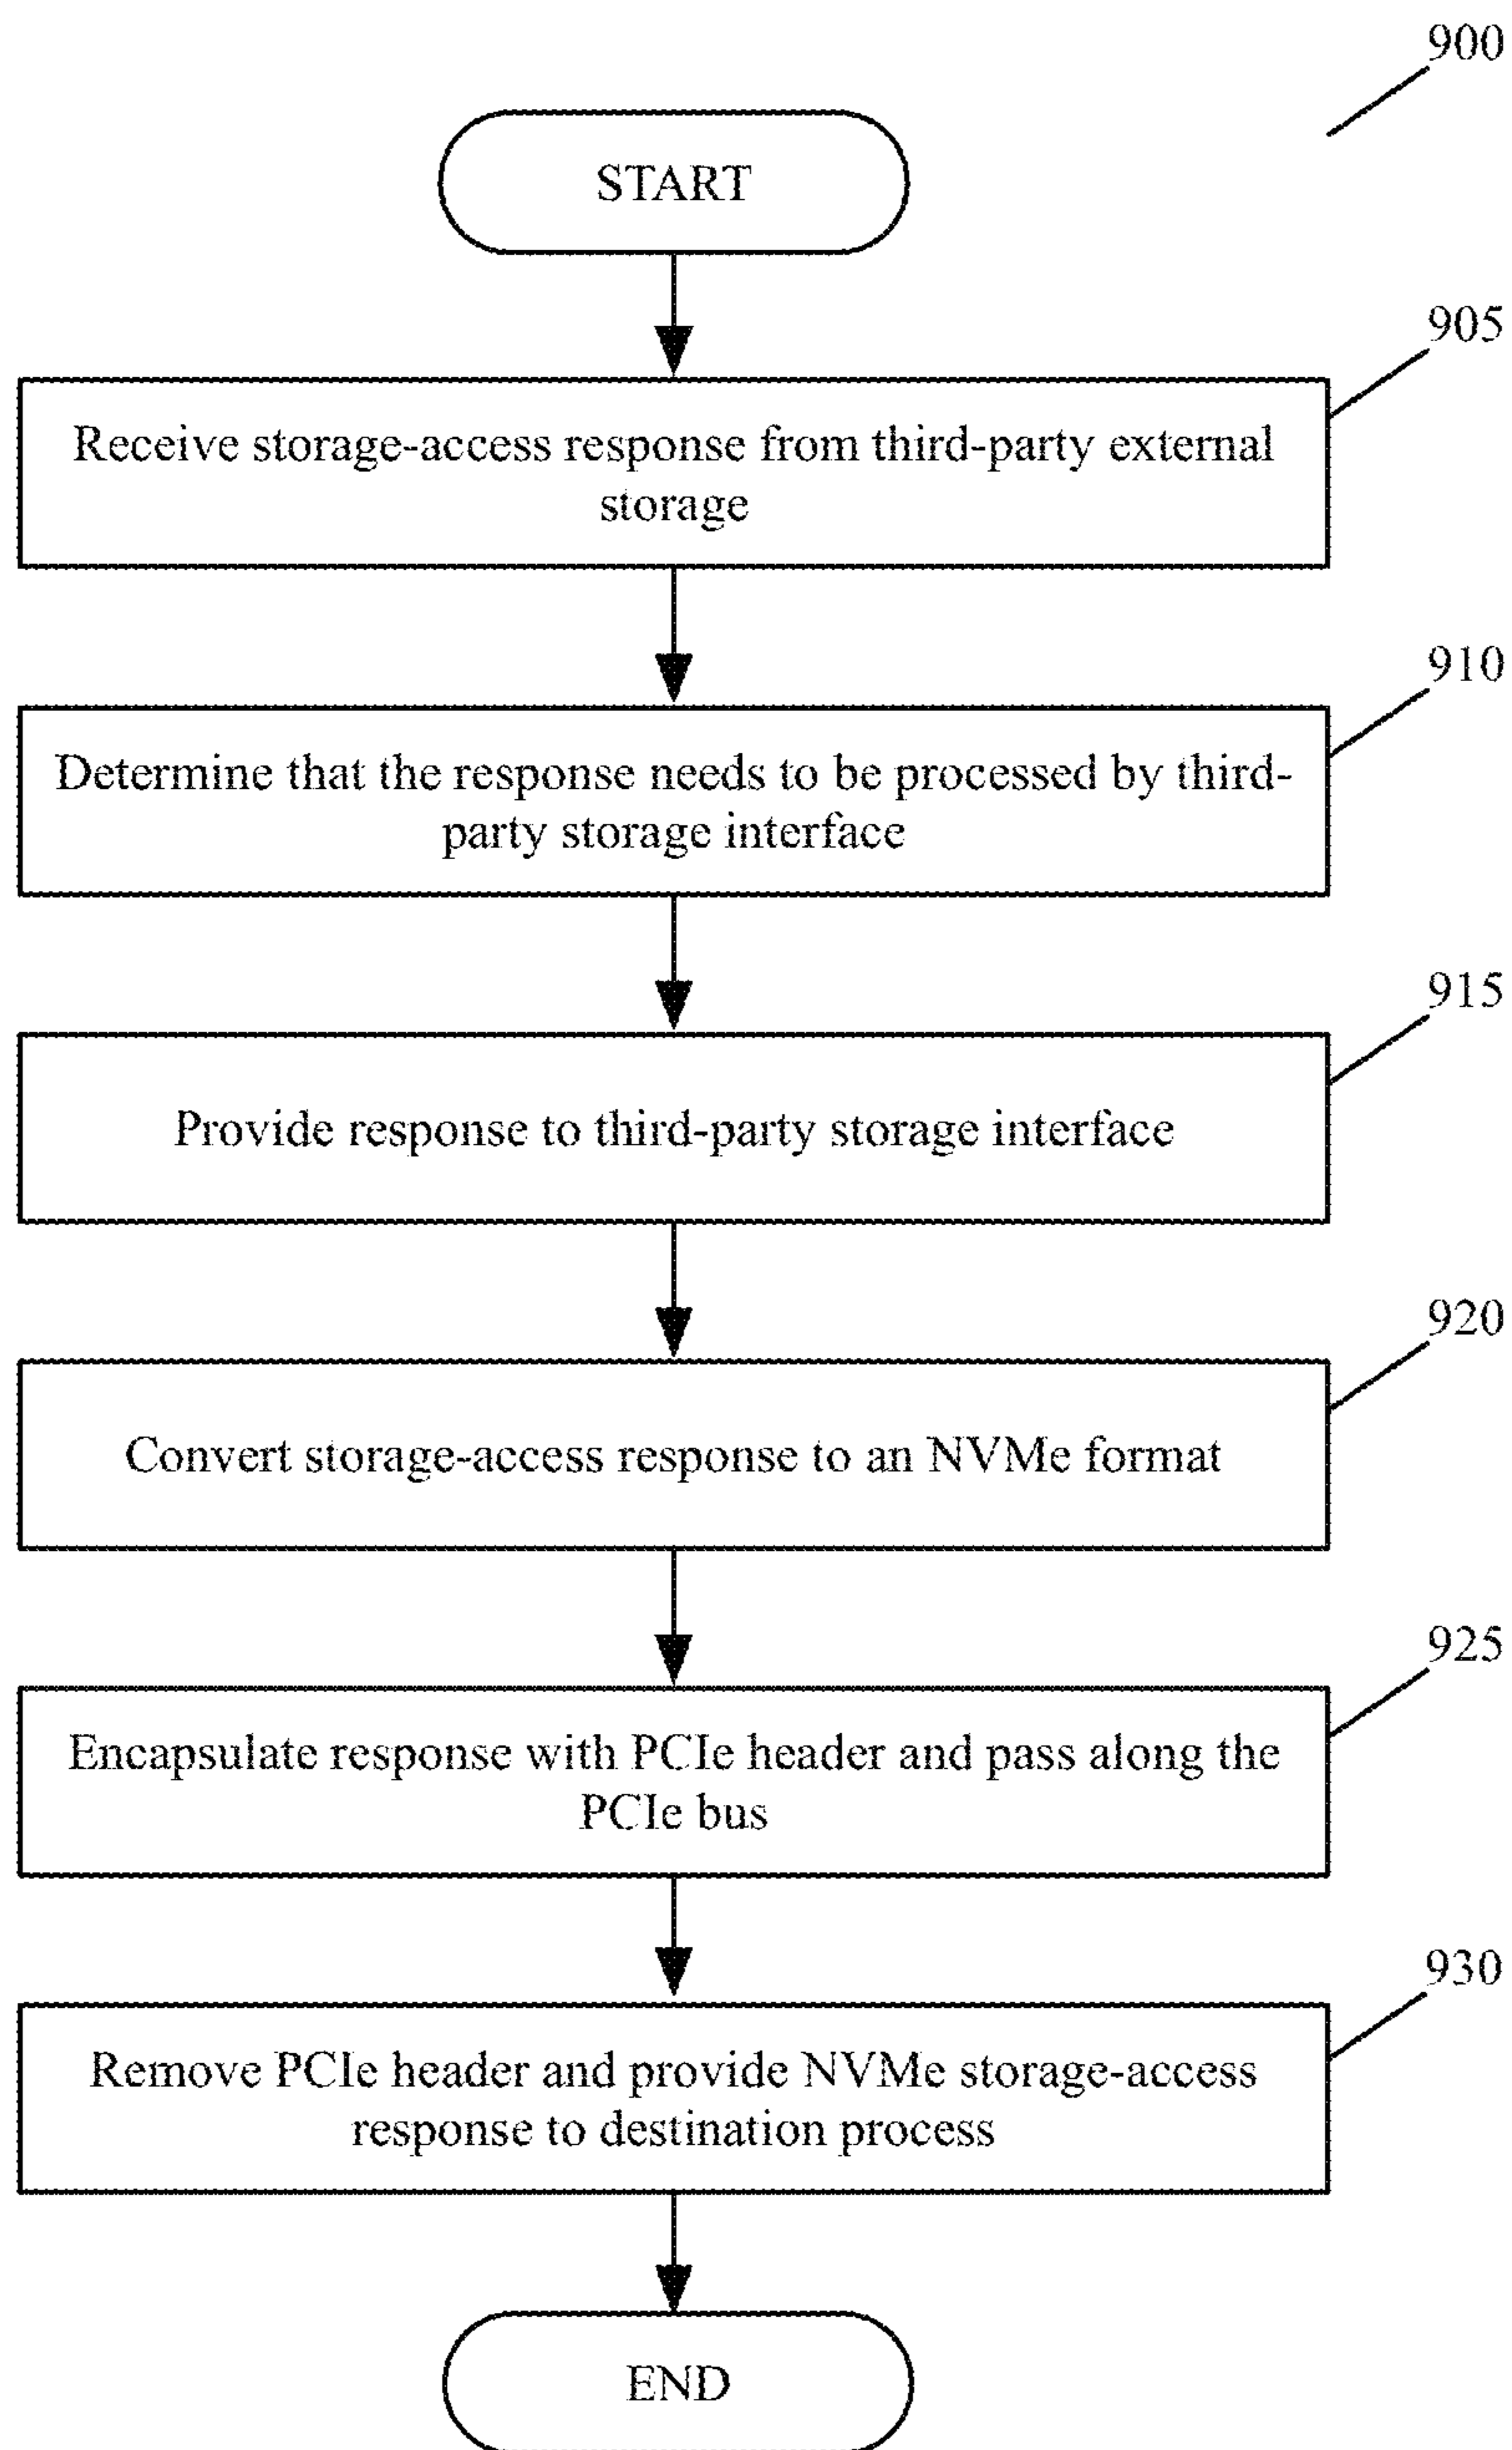 900
START
905
Receive storage-access response from third-party external
storage
910
Determine that the response needs to be processed by third-
party storage interface
915
Provide response to third-party storage interface
920
Convert storage-access response to an NVMe format
925
Encapsulate response with PCIe header and pass along the
PCIe bus
930
Remove PCIe header and provide NVMe storage-access
response to destination process
END